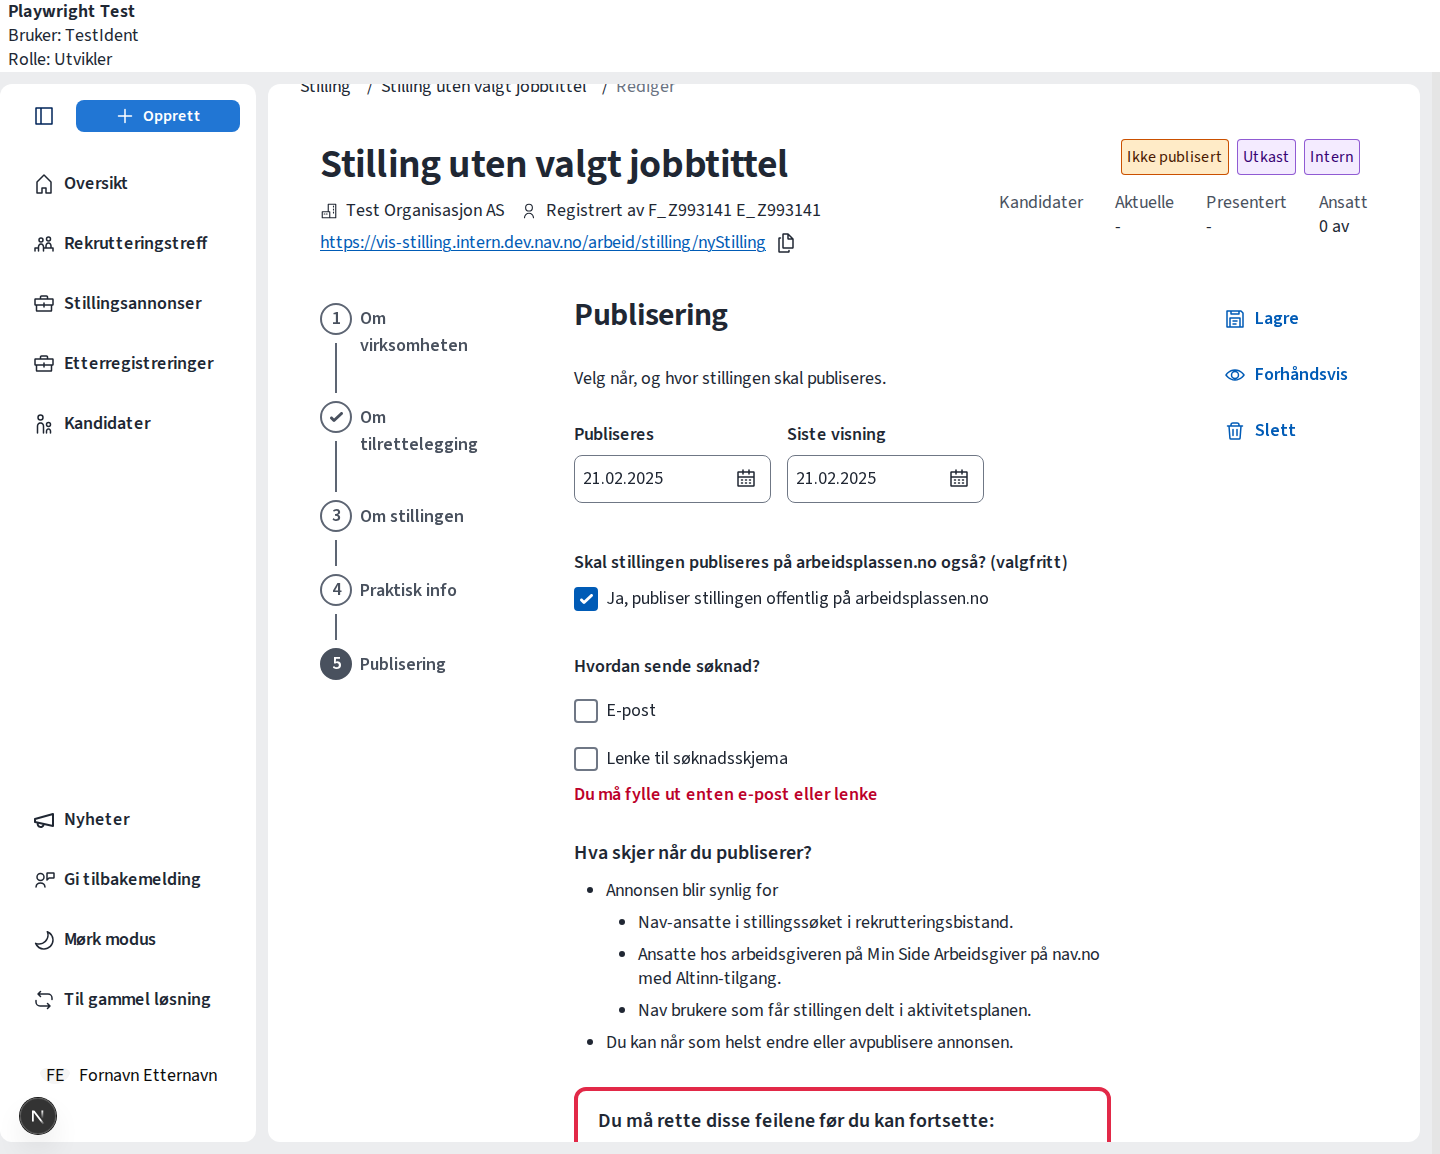 Playwright Test
Bruker: TestIdent
Rolle: Utvikler
Opprett
Oversikt
Rekrutteringstreff
Stillingsannonser
Etterregistreringer
Kandidater
Nyheter
Gi tilbakemelding
Mørk modus
Til gammel løsning
FE Fornavn Etternavn
N
Stilling / Stilling uten valgt jobbtittel / Rediger
Stilling uten valgt jobbtittel
Test Organisasjon AS Registrert av F_Z993141 E_Z993141
https://vis-stilling.intern.dev.nav.no/arbeid/stilling/nyStilling
Ikke publisert Utkast Intern
Kandidater Aktuelle Presentert Ansatt
- - 0 av
1 Om
virksomheten
Om
tilrettelegging
3 Om stillingen
4 Praktisk info
5 Publisering
Publisering
Velg når, og hvor stillingen skal publiseres.
Publiseres Siste visning
21.02.2025 21.02.2025
Skal stillingen publiseres på arbeidsplassen.no også? (valgfritt)
Ja, publiser stillingen offentlig på arbeidsplassen.no
Hvordan sende søknad?
E-post
Lenke til søknadsskjema
Du må fylle ut enten e-post eller lenke
Hva skjer når du publiserer?
Annonsen blir synlig for
Nav-ansatte i stillingssøket i rekrutteringsbistand.
Ansatte hos arbeidsgiveren på Min Side Arbeidsgiver på nav.no
med Altinn-tilgang.
Nav brukere som får stillingen delt i aktivitetsplanen.
Du kan når som helst endre eller avpublisere annonsen.
Du må rette disse feilene før du kan fortsette:
Lagre
Forhåndsvis
Slett